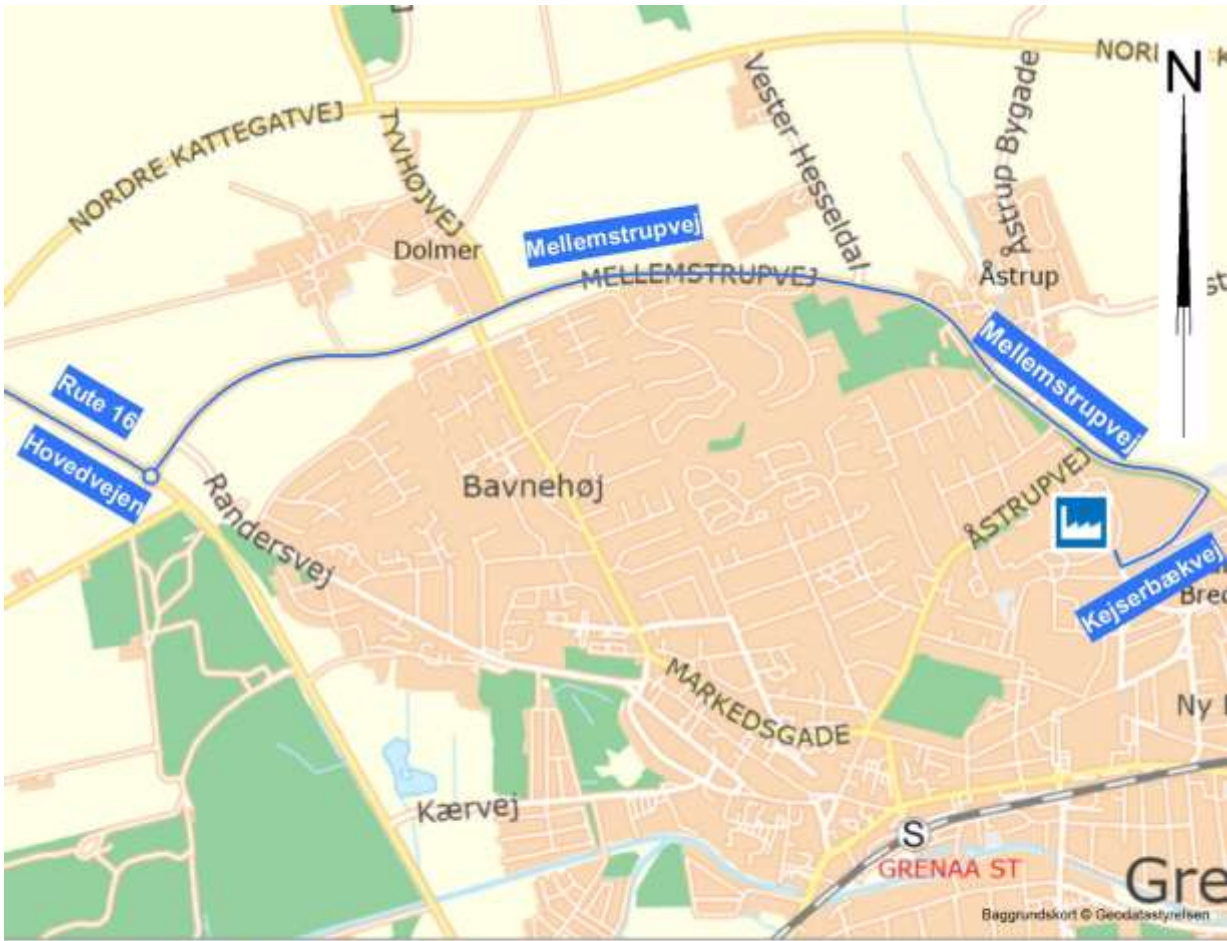 NORDRE KATTEGATVEJ
TYVHØJVEJ
Vester Hesseldal
Åstrup Bygade
N
Dolmer
Mellemstrupvej
MELLEMSTRUPVEJ
Åstrup
Mellemstrupvej
Rute 16
Hovedvejen
Randersvej
Bavnehøj
ÅSTRUPVEJ
Kejserbækvej
MARKEDSGADE
Ny
Kærvej
S
GRENAA ST
Gre
Baggrundskort © Geodatastyrelsen